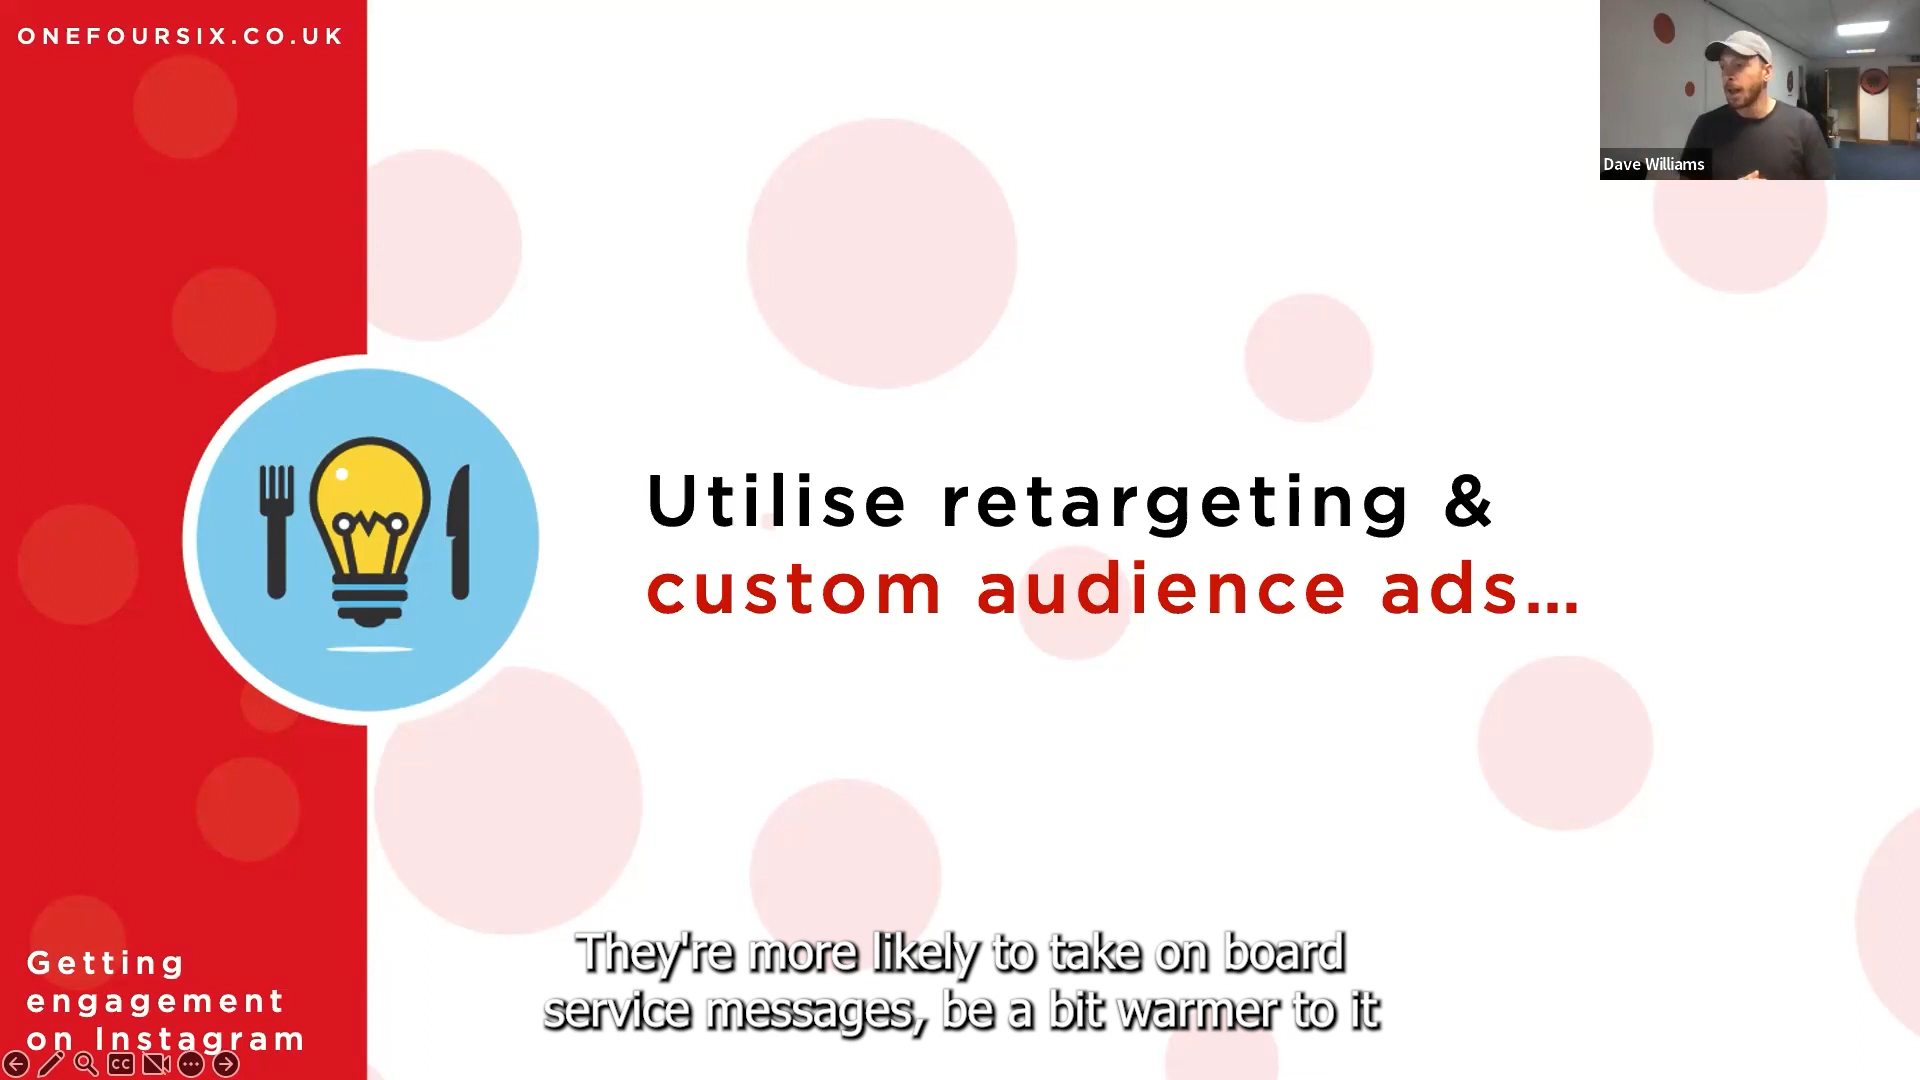 ONEFOURSIX.CO.UK
Dave Williams
Utilise retargeting &
custom audience ads...
They're more likely to take on board
service messages, be a bit warmer to it
Getting
engagement
on Instagram
CC